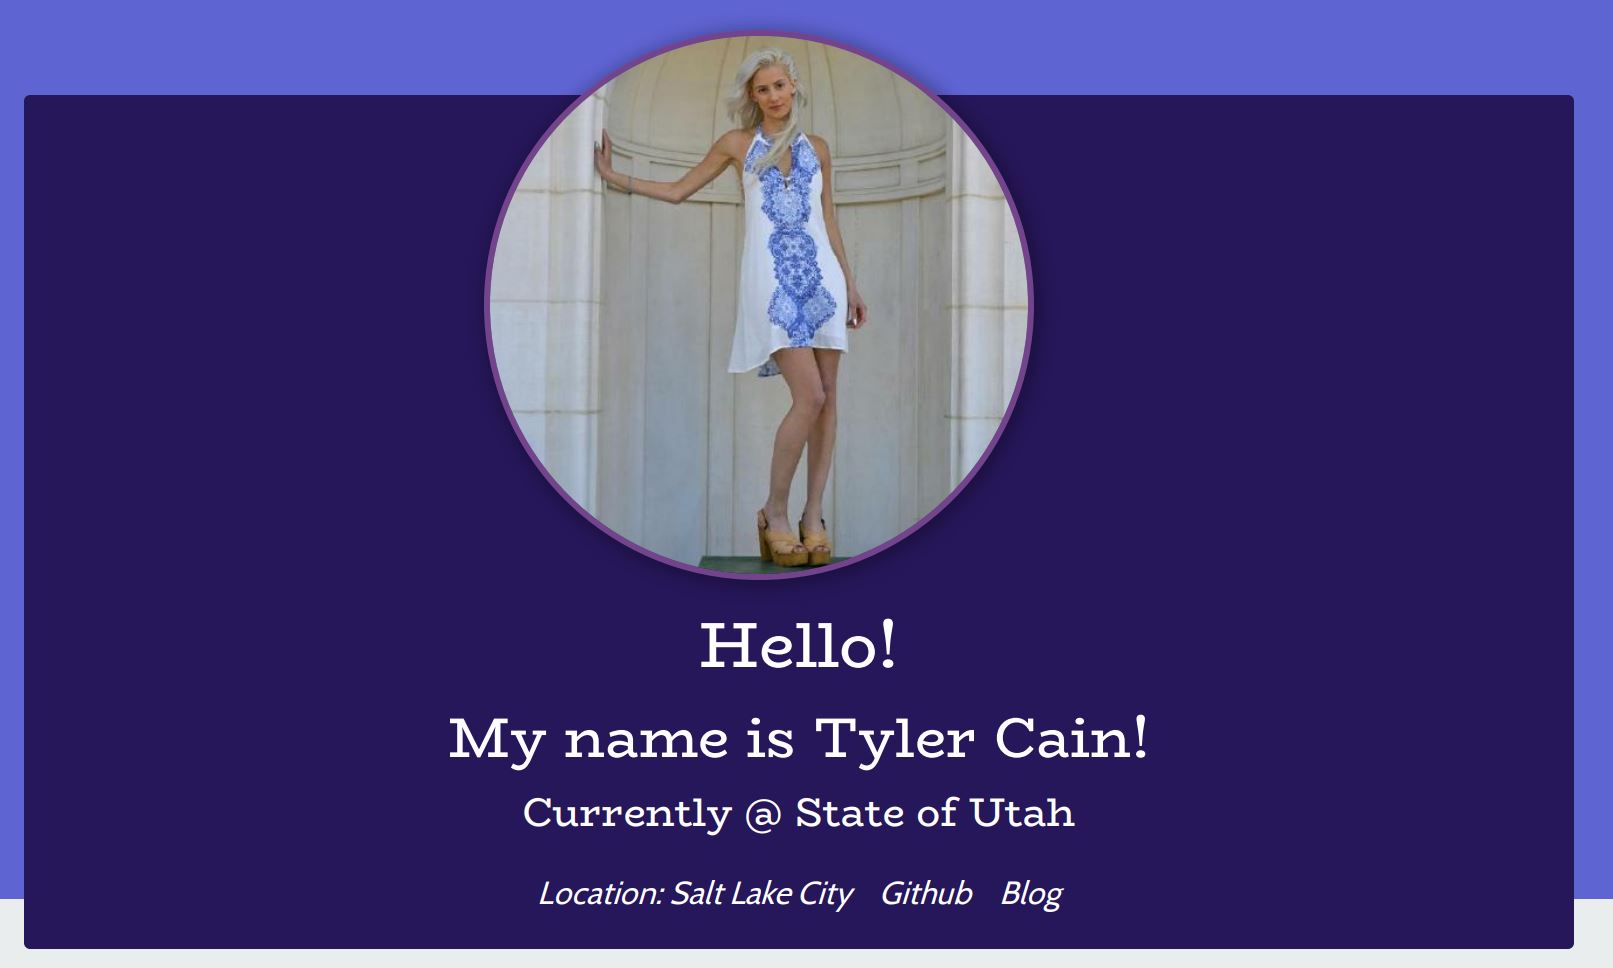 Hello!
My name is Tyler Cain!
Currently @ State of Utah
Location: Salt Lake City Github Blog